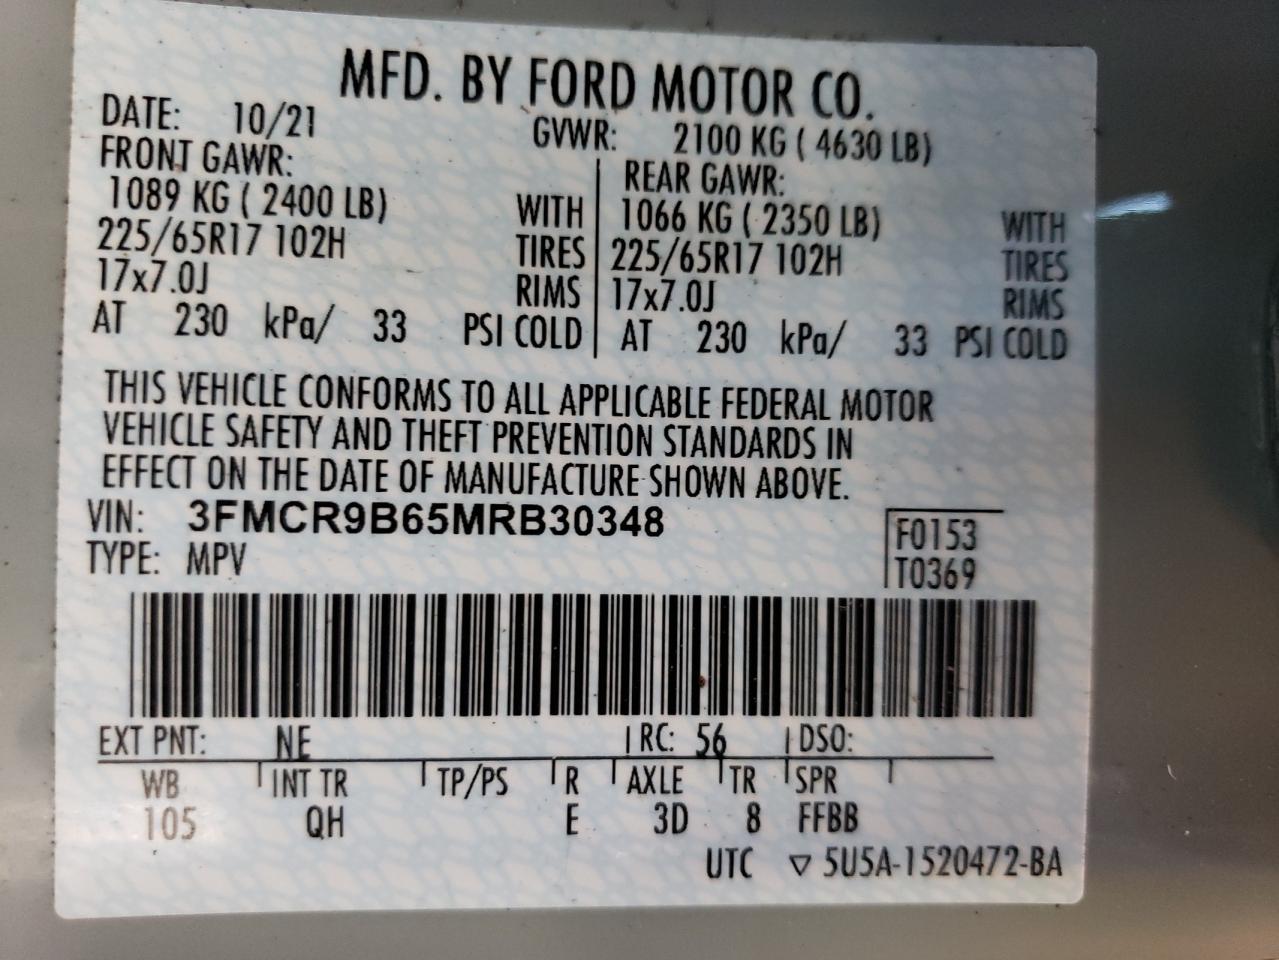 MFD. BY FORD MOTOR CO.
DATE: 10/21
GVWR: 2100 KG ( 4630 LB)
FRONT GAWR:
1089 KG ( 2400 LB) WITH
225/65R17 102H TIRES
17x7.0J RIMS
AT 230 kPa/ 33 PSI COLD
REAR GAWR:
1066 KG ( 2350 LB) WITH
225/65R17 102H TIRES
17x7.0J RIMS
AT 230 kPa/ 33 PSI COLD
THIS VEHICLE CONFORMS TO ALL APPLICABLE FEDERAL MOTOR
VEHICLE SAFETY AND THEFT PREVENTION STANDARDS IN
EFFECT ON THE DATE OF MANUFACTURE SHOWN ABOVE.
VIN: 3FMCR9B65MRB30348
TYPE: MPV
F0153
T0369
EXT PNT: NE RC: 56 DSO:
WB INT TR TP/PS R AXLE TR SPR
105 QH E 3D 8 FFBB
UTC ▽ 5U5A-1520472-BA